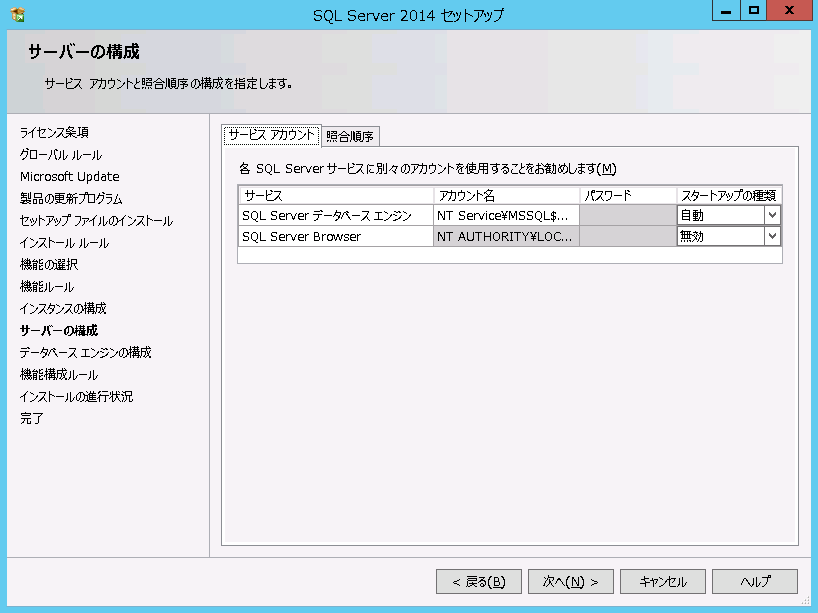 SQL Server 2014 セットアップ
サーバーの構成
サービス アカウントと照合順序の構成を指定します。
ライセンス条項
グローバル ルール
Microsoft Update
製品の更新プログラム
セットアップ ファイルのインストール
インストール ルール
機能の選択
機能ルール
インスタンスの構成
サーバーの構成
データベース エンジンの構成
機能構成ルール
インストールの進行状況
完了
サービス アカウント 照合順序
各 SQL Server サービスに別々のアカウントを使用することをお勧めします(M)
サービス アカウント名 パスワード スタートアップの種類
SQL Server データベース エンジン NT Service¥MSSQL$... 自動
SQL Server Browser NT AUTHORITY¥LOC... 無効
< 戻る(B) 次へ(N) > キャンセル ヘルプ